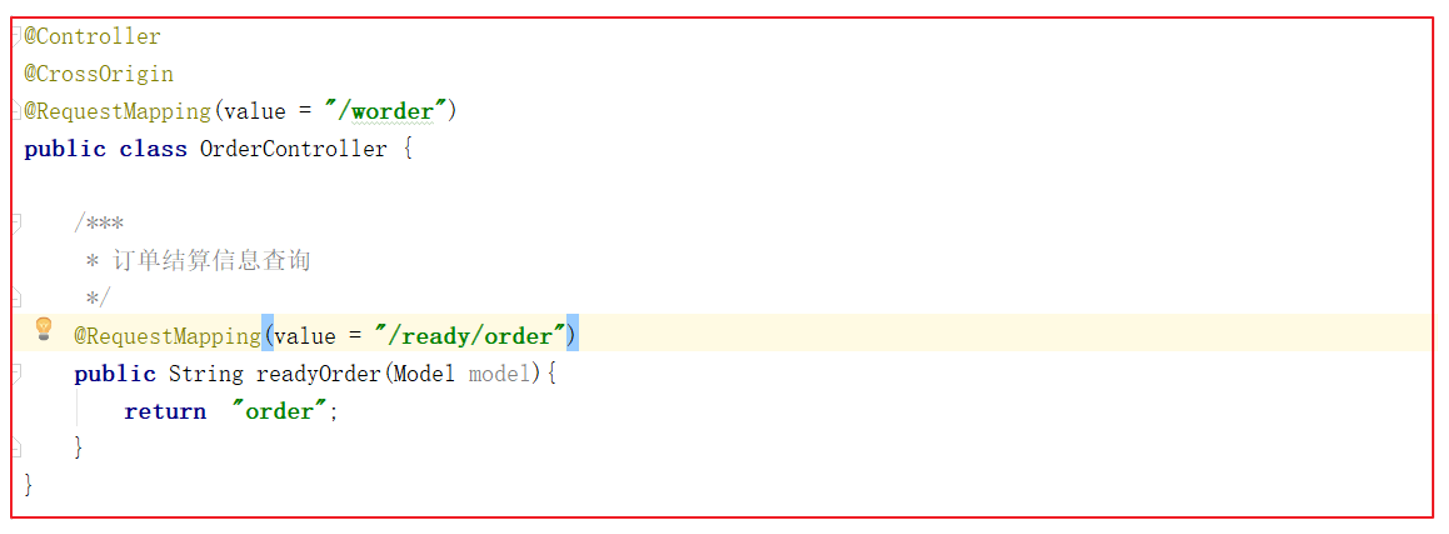 @Controller
@CrossOrigin
@RequestMapping(value = "/worder")
public class OrderController {
/***
* 订单结算信息查询
*/
@RequestMapping(value = "/ready/order")
public String readyOrder(Model model){
return "order";
}
}